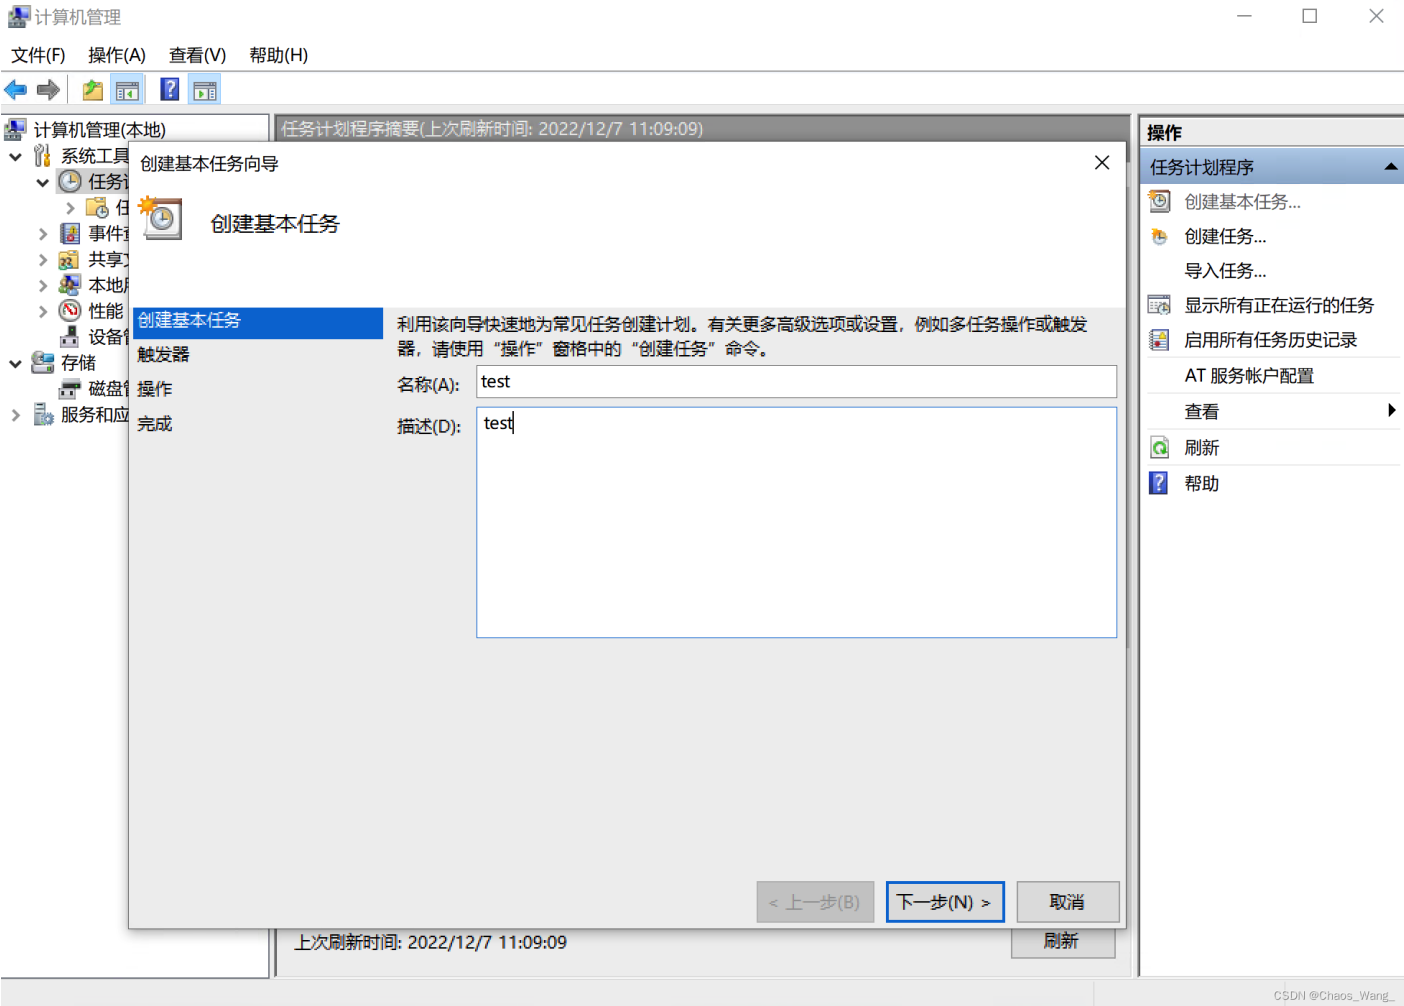 计算机管理
文件(F) 操作(A) 查看(V) 帮助(H)
计算机管理(本地)
系统工具
任务计
任
事件查
共享文
本地用
性能
设备管
存储
磁盘管
服务和应
任务计划程序摘要(上次刷新时间: 2022/12/7 11:09:09)
创建基本任务向导
创建基本任务
创建基本任务
触发器
操作
完成
利用该向导快速地为常见任务创建计划。有关更多高级选项或设置，例如多任务操作或触发
器，请使用“操作”窗格中的“创建任务”命令。
名称(A): test
描述(D): test
< 上一步(B) 下一步(N) > 取消
上次刷新时间: 2022/12/7 11:09:09 刷新
操作
任务计划程序
创建基本任务...
创建任务...
导入任务...
显示所有正在运行的任务
启用所有任务历史记录
AT 服务帐户配置
查看
刷新
帮助
CSDN @Chaos_Wang_